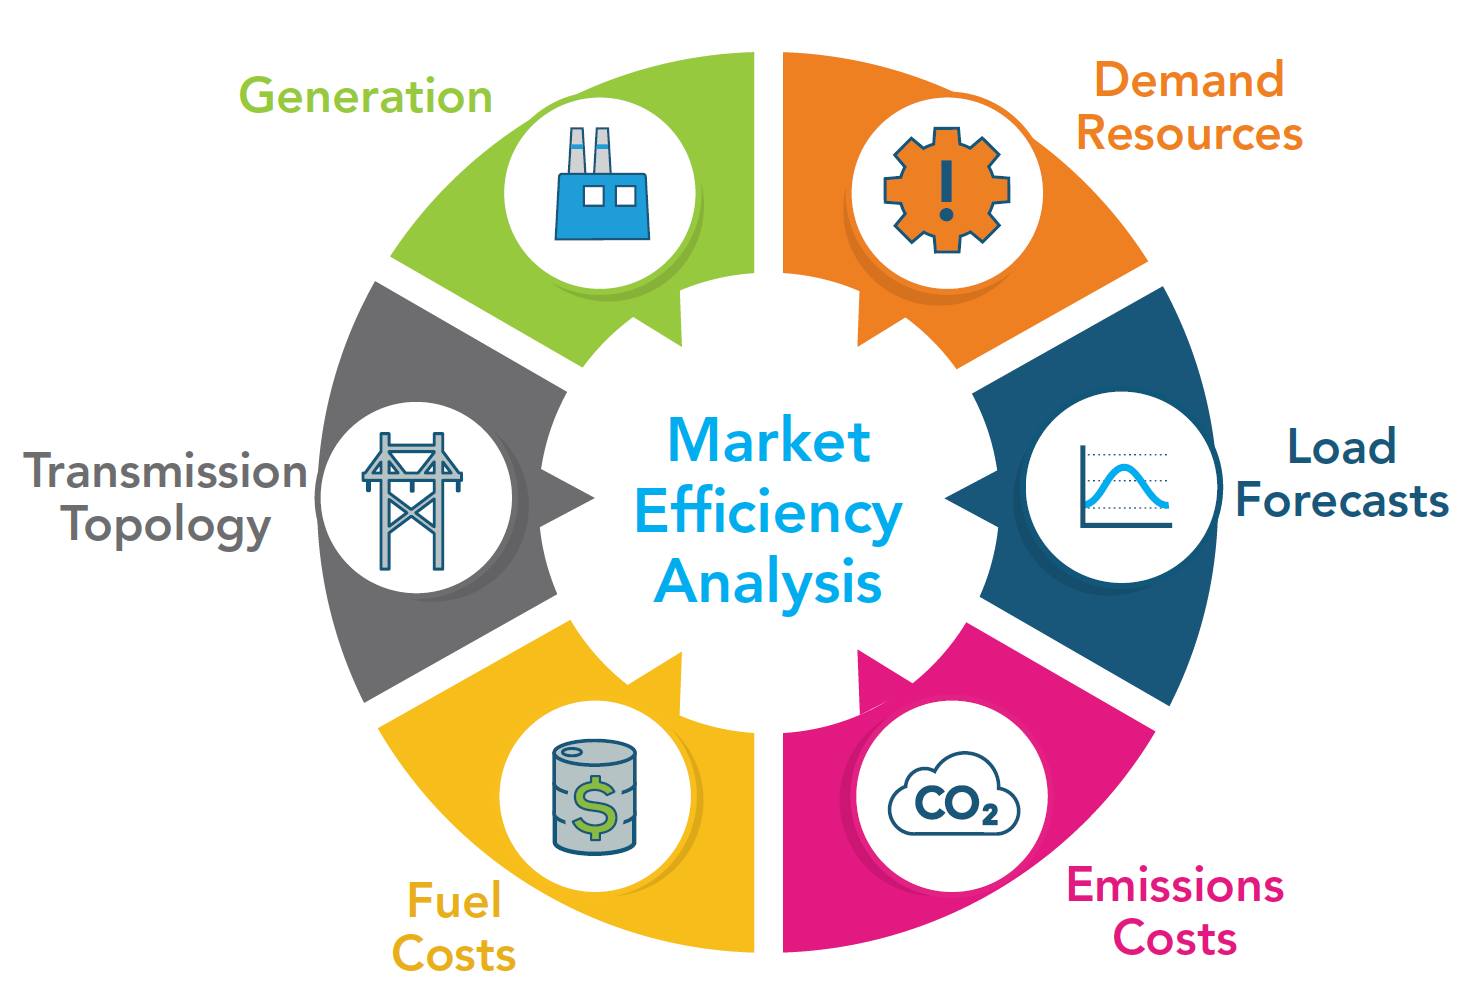 Generation
Demand
Resources
Transmission
Topology
Market
Efficiency
Analysis
Load
Forecasts
!
$
CO2
Fuel
Costs
Emissions
Costs